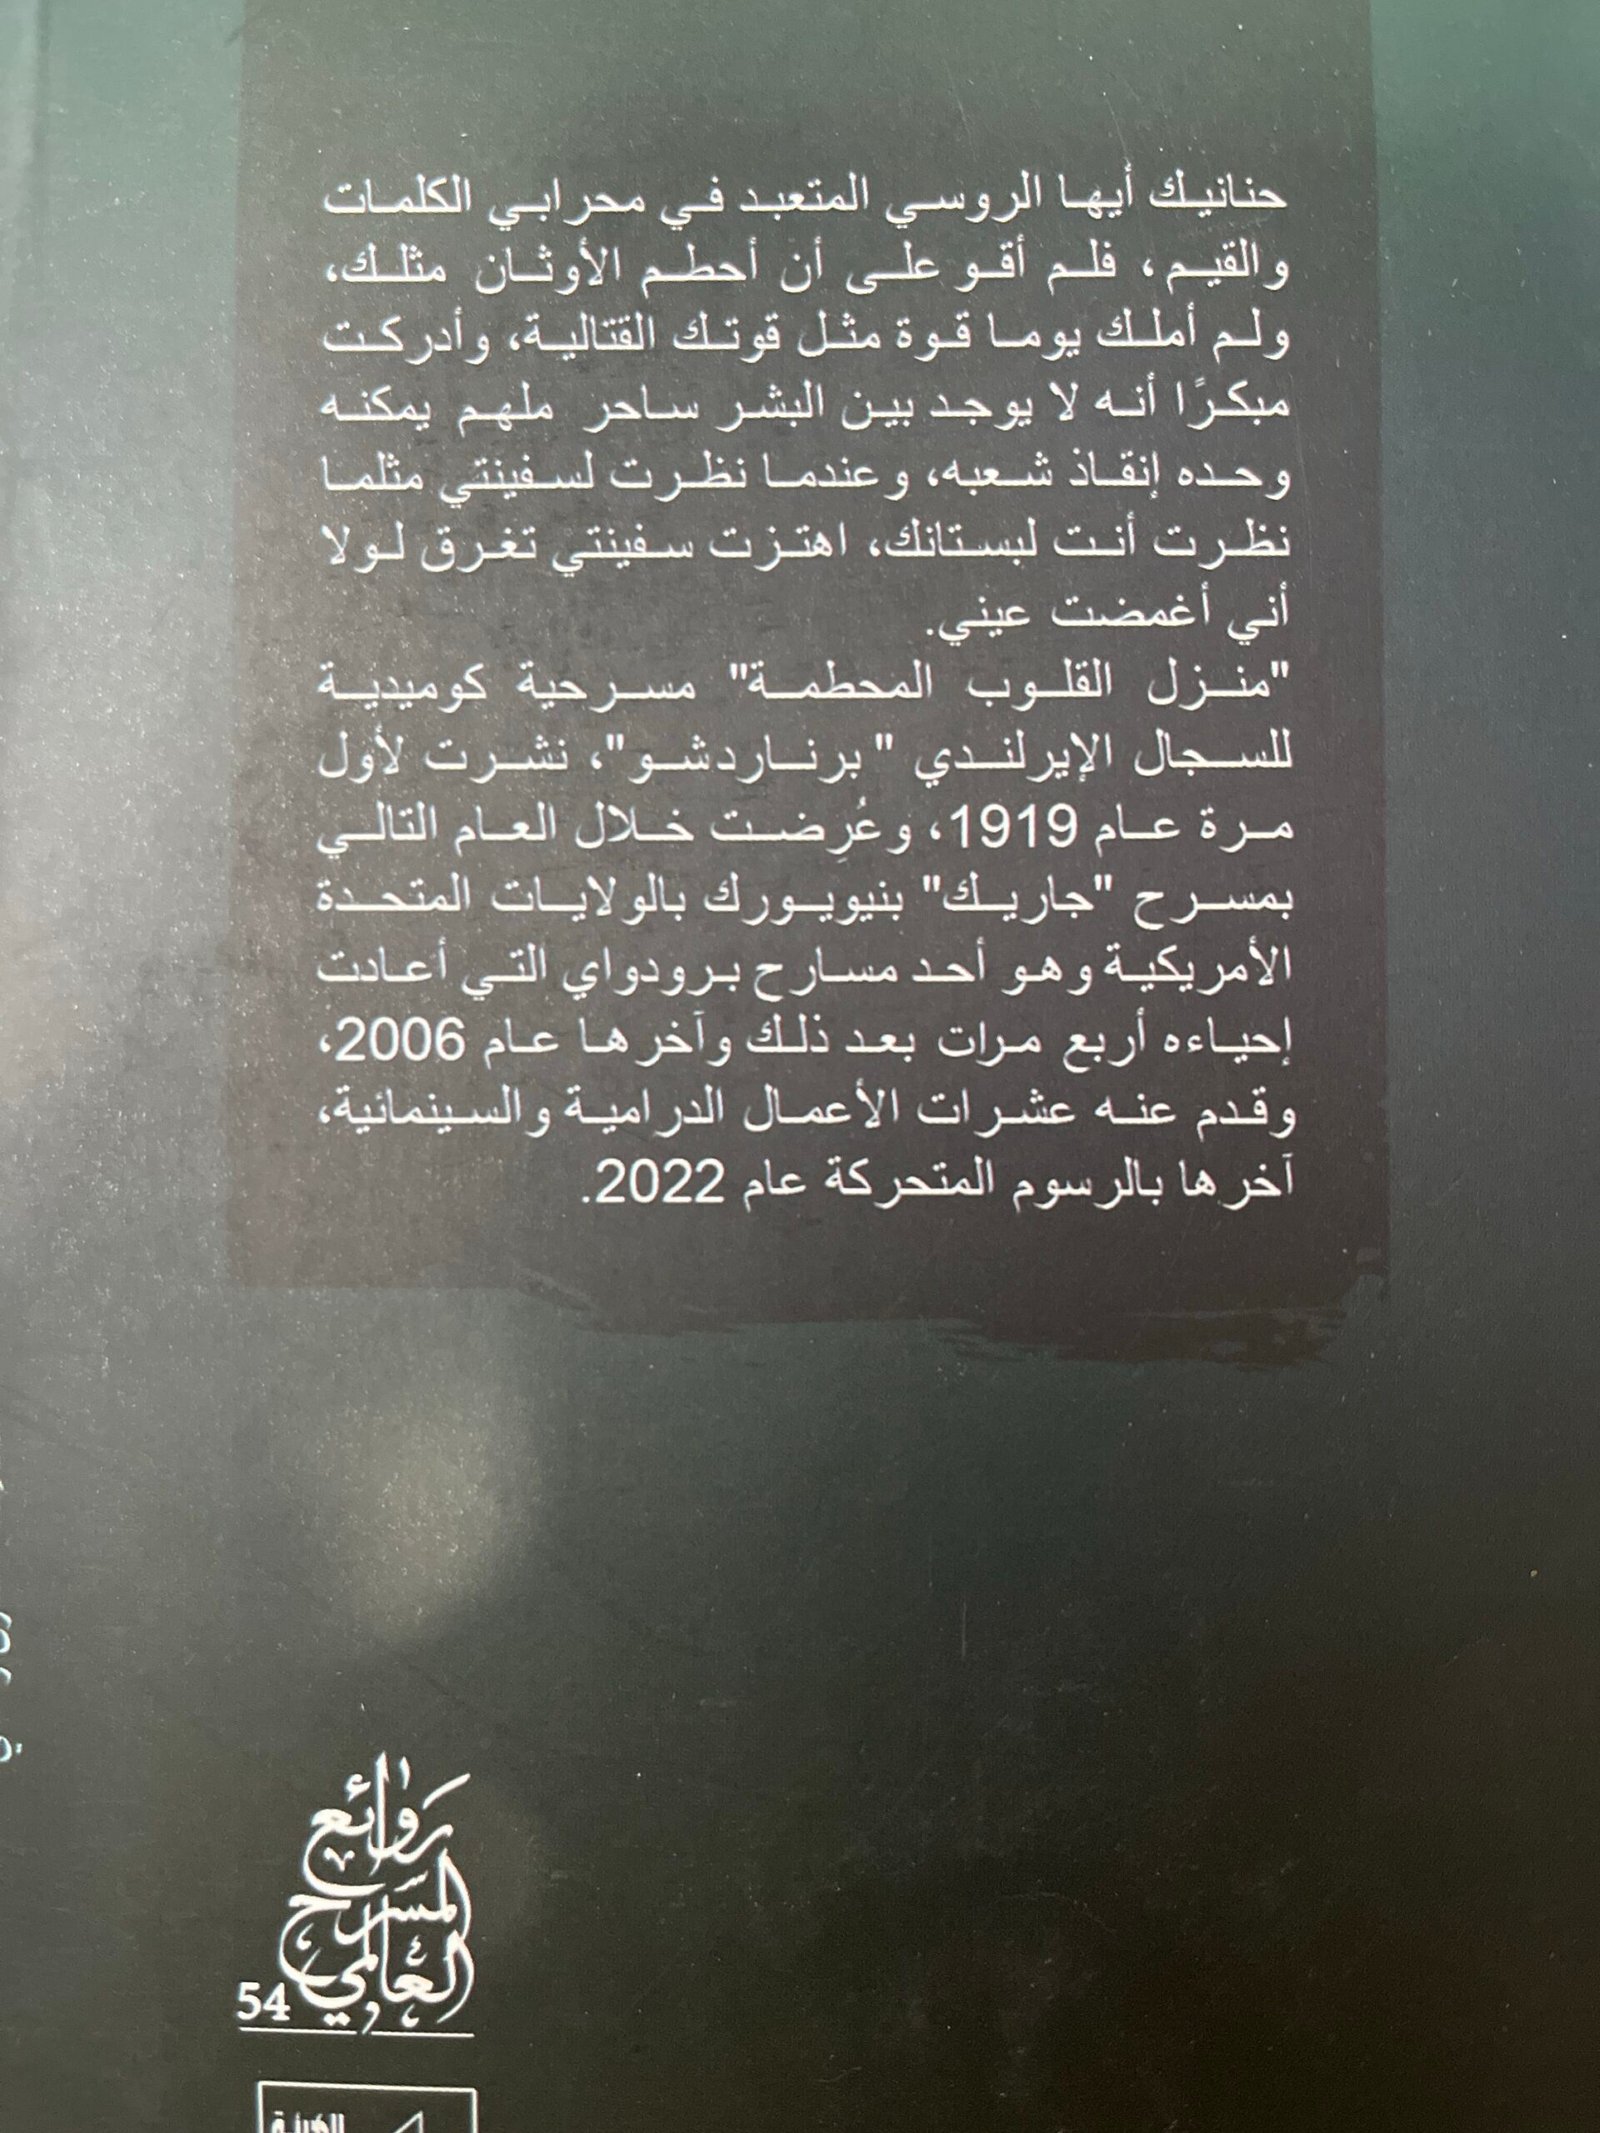 حنانيك أيها الروسي المتعبد في محرابي الكلمات
والقيم، فلم أقو على أن أحطم الأوثان مثلك،
ولم أملك يوما قوة مثل قوتك القتالية، وأدركت
مبكرًا أنه لا يوجد بين البشر ساحر ملهم يمكنه
وحده إنقاذ شعبه، وعندما نظرت لسفينتي مثلما
نظرت أنت لبستانك، اهتزت سفينتي تغرق لولا
أني أغمضت عيني.
"منزل القلوب المحطمة" مسرحية كوميدية
للسجال الإيرلندي " برناردشو"، نشرت لأول
مرة عام 1919، وعُرِضت خلال العام التالي
بمسرح "جاريك" بنيويورك بالولايات المتحدة
الأمريكية وهو أحد مسارح برودواي التي أعادت
إحياءه أربع مرات بعد ذلك وآخرها عام 2006،
وقدم عنه عشرات الأعمال الدرامية والسينمائية،
آخرها بالرسوم المتحركة عام 2022.
روائع
المسرح
العالمي
54